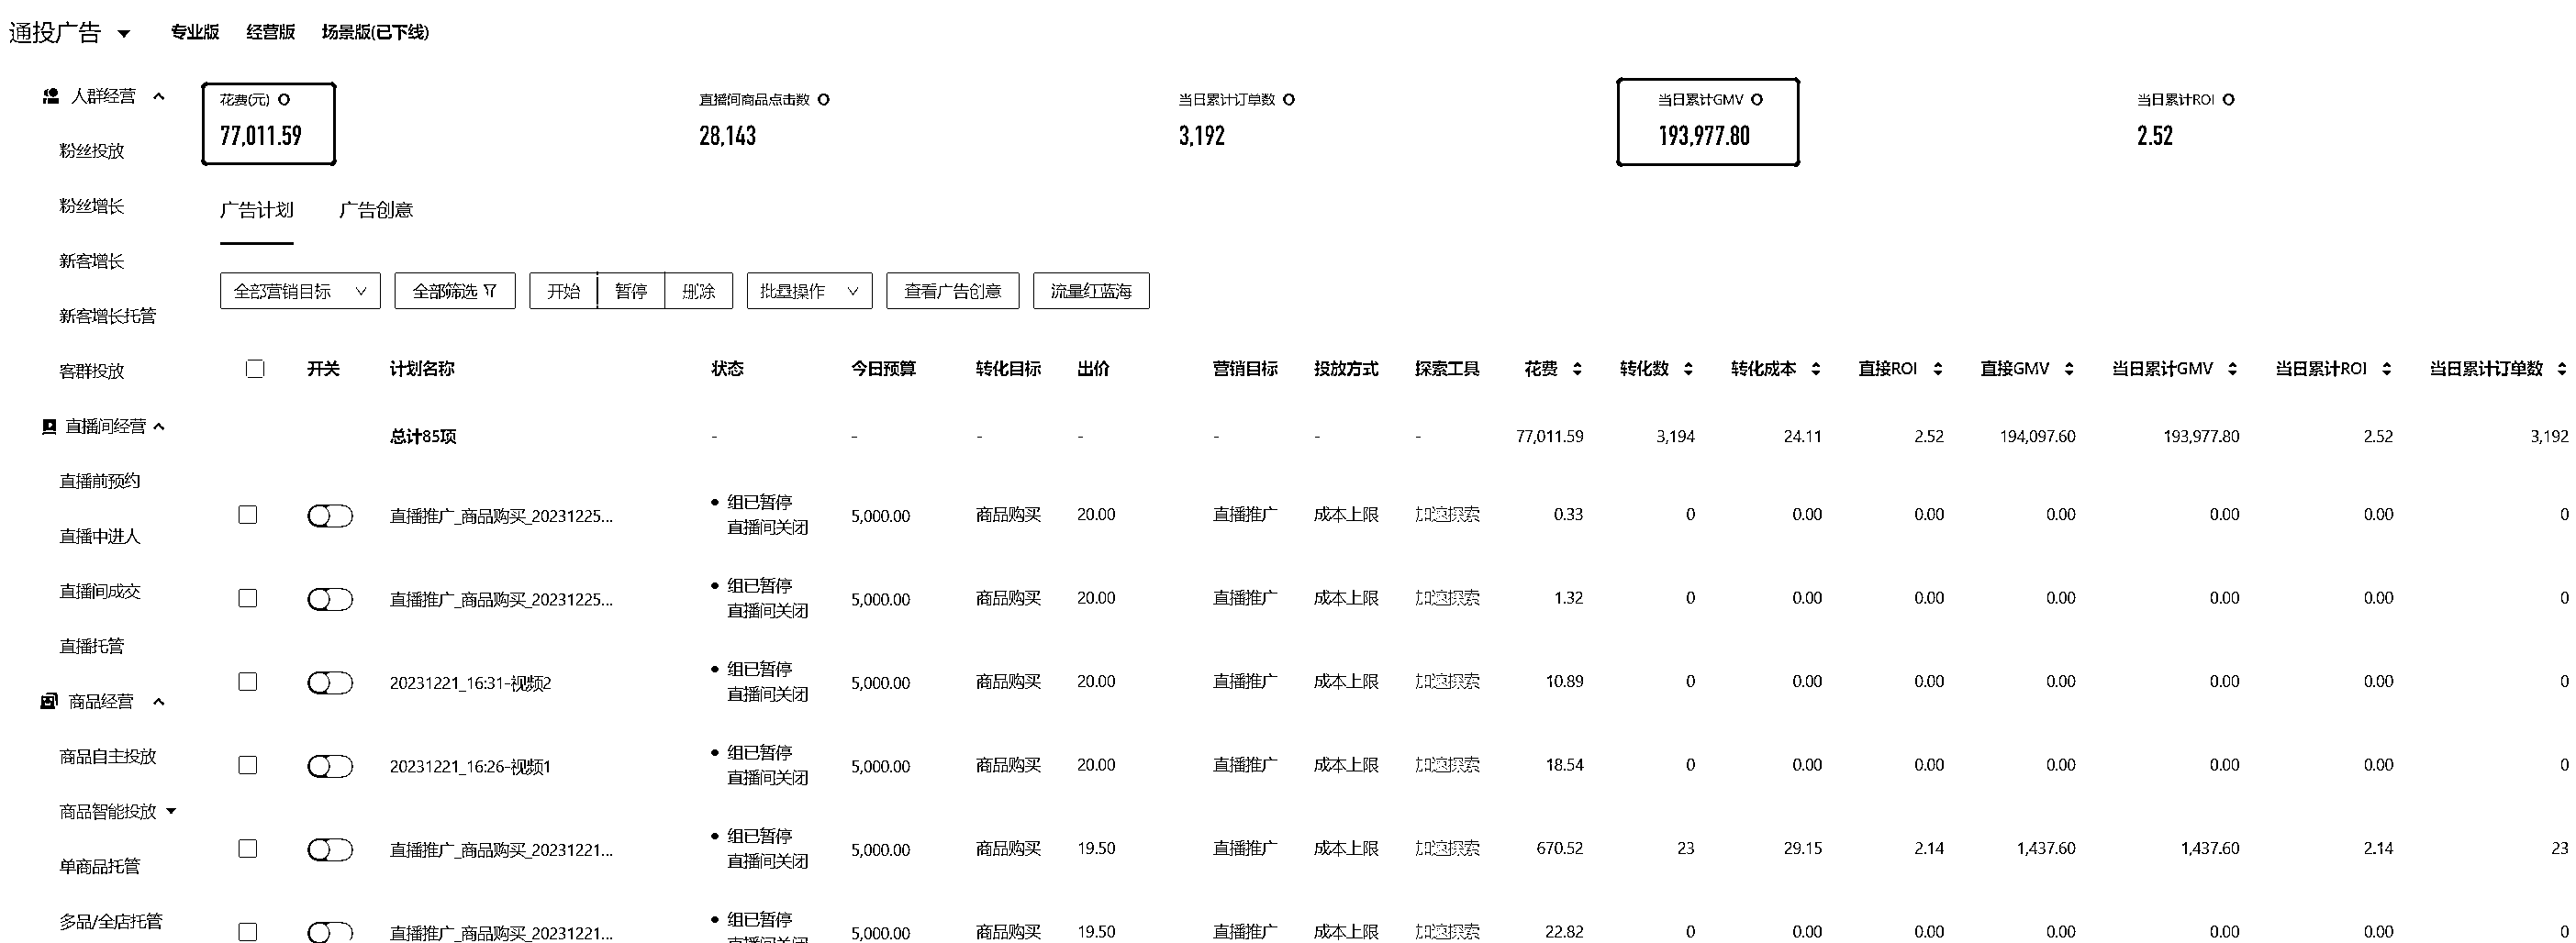 通投广告 专业版 经营版 场景版(已下线)
人群经营
粉丝投放
粉丝增长
新客增长
新客增长托管
客群投放
直播间经营
直播前预约
直播中进人
直播间成交
直播托管
商品经营
商品自主投放
商品智能投放
单商品托管
多品/全店托管
花费(元) 直播间商品点击数 当日累计订单数 当日累计GMV 当日累计ROI
77,011.59 28,143 3,192 193,977.80 2.52
广告计划 广告创意
全部营销目标 全部筛选 开始 暂停 删除 批量操作 查看广告创意 流量红蓝海
开关 计划名称 状态 今日预算 转化目标 出价 营销目标 投放方式 探索工具 花费 转化数 转化成本 直接ROI 直接GMV 当日累计GMV 当日累计ROI 当日累计订单数
总计85项 - - - - - - - 77,011.59 3,194 24.11 2.52 194,097.60 193,977.80 2.52 3,192
直播推广_商品购买_20231225... 组已暂停 5,000.00 商品购买 20.00 直播推广 成本上限 加速探索 0.33 0 0.00 0.00 0.00 0.00 0.00 0
直播间关闭
直播推广_商品购买_20231225... 组已暂停 5,000.00 商品购买 20.00 直播推广 成本上限 加速探索 1.32 0 0.00 0.00 0.00 0.00 0.00 0
直播间关闭
20231221_16:31-视频2 组已暂停 5,000.00 商品购买 20.00 直播推广 成本上限 加速探索 10.89 0 0.00 0.00 0.00 0.00 0.00 0
直播间关闭
20231221_16:26-视频1 组已暂停 5,000.00 商品购买 20.00 直播推广 成本上限 加速探索 18.54 0 0.00 0.00 0.00 0.00 0.00 0
直播间关闭
直播推广_商品购买_20231221... 组已暂停 5,000.00 商品购买 19.50 直播推广 成本上限 加速探索 670.52 23 29.15 2.14 1,437.60 1,437.60 2.14 23
直播间关闭
直播推广_商品购买_20231221... 组已暂停 5,000.00 商品购买 19.50 直播推广 成本上限 加速探索 22.82 0 0.00 0.00 0.00 0.00 0.00 0